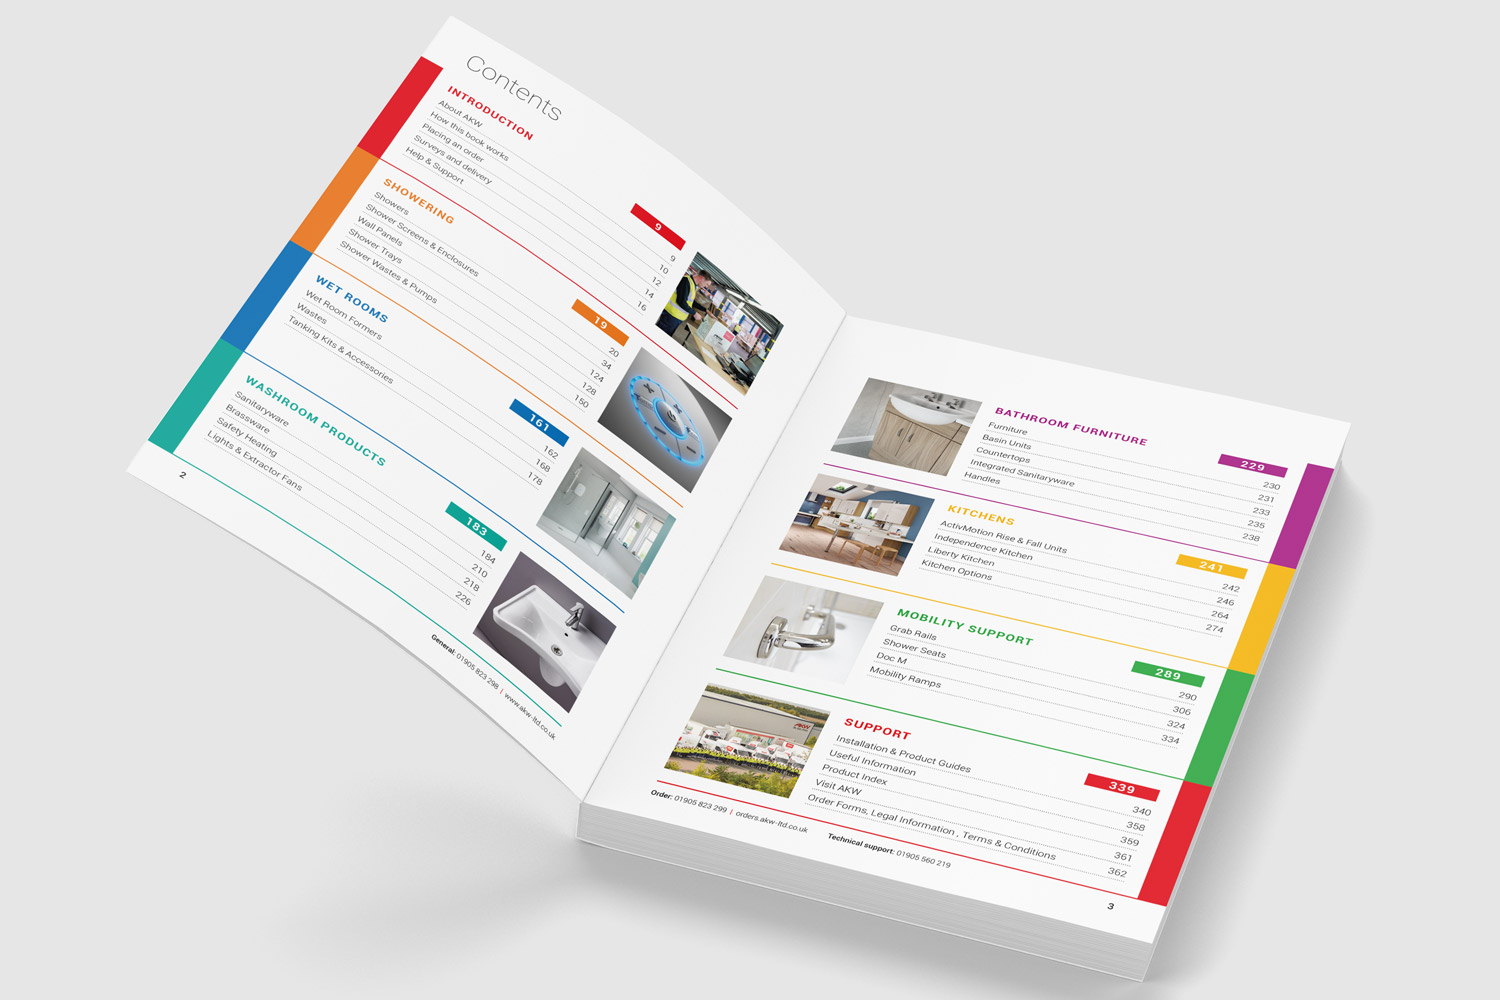 Contents
INTRODUCTION
9
About AKW 9
How this book works 10
Placing an order 12
Surveys and delivery 14
Help & Support 16
SHOWERING
19
Showers 20
Shower Screens & Enclosures 34
Wall Panels 124
Shower Trays 128
Shower Wastes & Pumps 150
WET ROOMS
161
Wet Room Formers 162
Wastes 168
Tanking Kits & Accessories 178
WASHROOM PRODUCTS
183
Sanitaryware 184
Brassware 210
Safety Heating 218
Lights & Extractor Fans 226
2
General: 01905 823 298 | www.akw-ltd.co.uk
BATHROOM FURNITURE
229
Furniture 230
Basin Units 231
Countertops 233
Integrated Sanitaryware 235
Handles 238
KITCHENS
241
ActivMotion Rise & Fall Units 242
Independence Kitchen 246
Liberty Kitchen 264
Kitchen Options 274
MOBILITY SUPPORT
289
Grab Rails 290
Shower Seats 306
Doc M 324
Mobility Ramps 334
AKW
SUPPORT
339
Installation & Product Guides 340
Useful Information 358
Product Index 359
Visit AKW 361
Order Forms, Legal Information , Terms & Conditions 362
Order: 01905 823 299 | orders.akw-ltd.co.uk Technical support: 01905 560 219
3